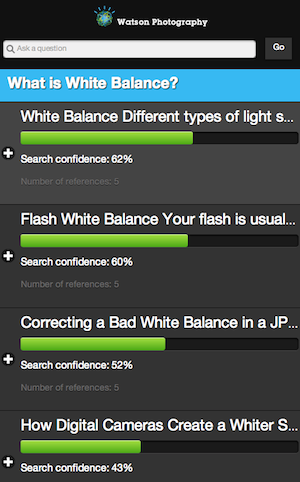 Watson Photography
Ask a question
Go
What is White Balance?
White Balance Different types of light s...
Search confidence: 62%
Number of references: 5
Flash White Balance Your flash is usual...
Search confidence: 60%
Number of references: 5
Correcting a Bad White Balance in a JP...
Search confidence: 52%
Number of references: 5
How Digital Cameras Create a Whiter S...
Search confidence: 43%